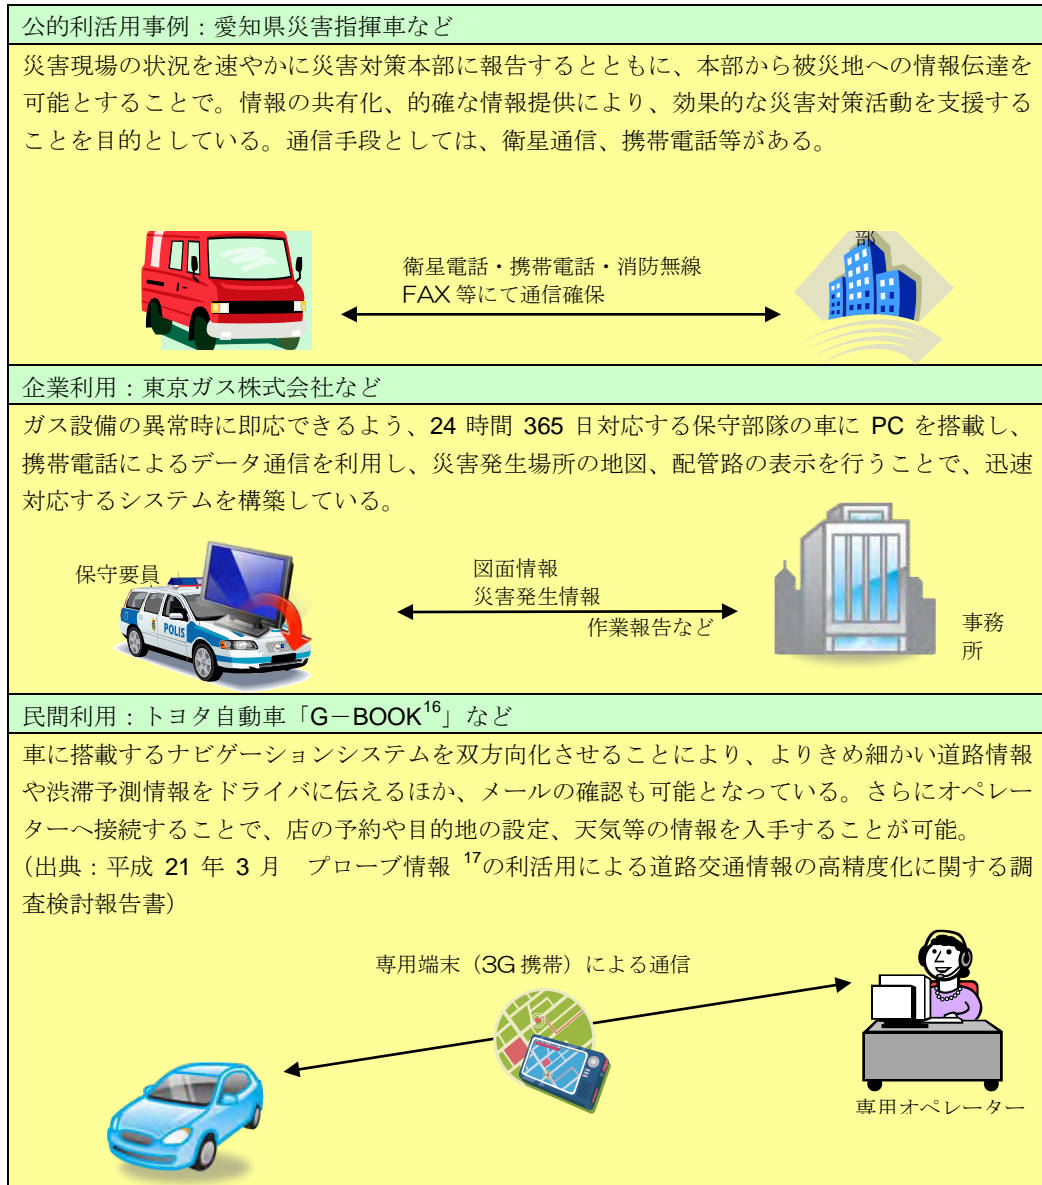 公的利活用事例：愛知県災害指揮車など
災害現場の状況を速やかに災害対策本部に報告するとともに、本部から被災地への情報伝達を
可能とすることで。情報の共有化、的確な情報提供により、効果的な災害対策活動を支援する
ことを目的としている。通信手段としては、衛星通信、携帯電話等がある。
部
衛星電話・携帯電話・消防無線
FAX 等にて通信確保
企業利用：東京ガス株式会社など
ガス設備の異常時に即応できるよう、24 時間 365 日対応する保守部隊の車に PC を搭載し、
携帯電話によるデータ通信を利用し、災害発生場所の地図、配管路の表示を行うことで、迅速
対応するシステムを構築している。
保守要員
POLIS
図面情報
災害発生情報
作業報告など
事務
所
民間利用：トヨタ自動車「G－BOOK16」など
車に搭載するナビゲーションシステムを双方向化させることにより、よりきめ細かい道路情報
や渋滞予測情報をドライバに伝えるほか、メールの確認も可能となっている。さらにオペレー
ターへ接続することで、店の予約や目的地の設定、天気等の情報を入手することが可能。
（出典：平成 21 年 3 月　プローブ情報 17の利活用による道路交通情報の高精度化に関する調
査検討報告書）
専用端末（3G 携帯）による通信
専用オペレーター